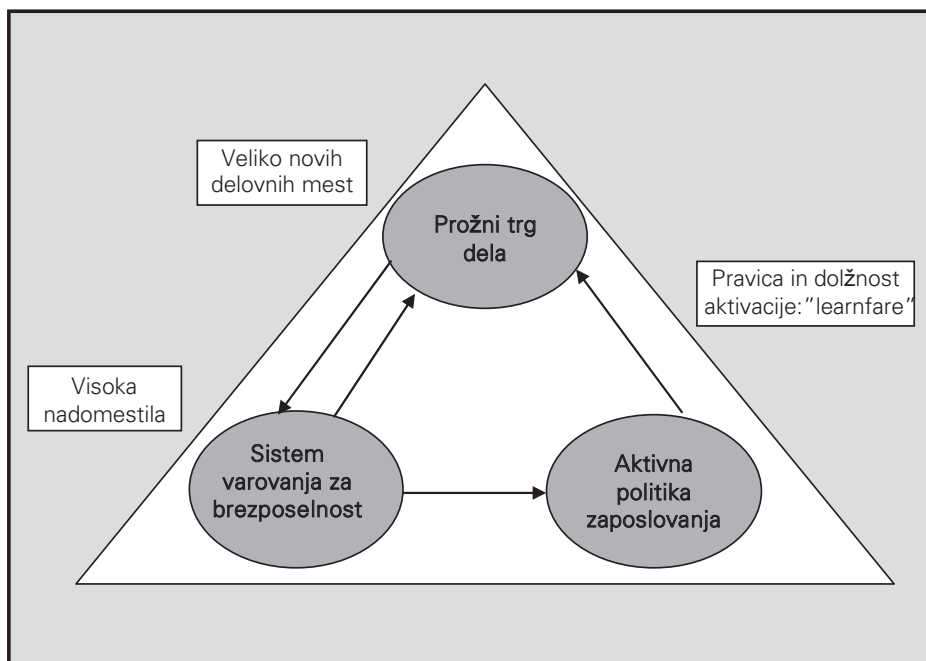 Veliko novih
delovnih mest
Prožni trg
dela
Pravica in dolžnost
aktivacije:"learnfare"
Visoka
nadomestila
Sistem
varovanja za
brezposelnost
Aktivna
politika
zaposlovanja